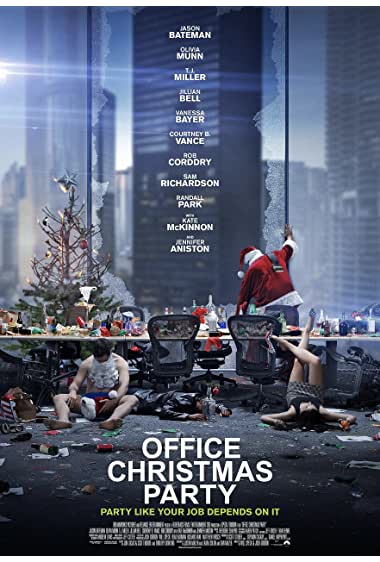 JASON
BATEMAN
OLIVIA
MUNN
T.J.
MILLER
JILLIAN
BELL
VANESSA
BAYER
COURTNEY B.
VANCE
ROB
CORDDRY
SAM
RICHARDSON
RANDALL
PARK
WITH
KATE
McKINNON
AND JENNIFER
ANISTON
OFFICE
CHRISTMAS
PARTY
PARTY LIKE YOUR JOB DEPENDS ON IT